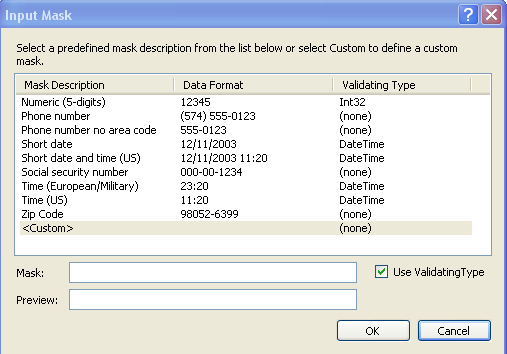 Input Mask
Select a predefined mask description from the list below or select Custom to define a custom
mask.
Mask Description Data Format Validating Type
Numeric (5-digits) 12345 Int32
Phone number (574) 555-0123 (none)
Phone number no area code 555-0123 (none)
Short date 12/11/2003 DateTime
Short date and time (US) 12/11/2003 11:20 DateTime
Social security number 000-00-1234 (none)
Time (European/Military) 23:20 DateTime
Time (US) 11:20 DateTime
Zip Code 98052-6399 (none)
<Custom> (none)
Mask: Use ValidatingType
Preview:
OK Cancel